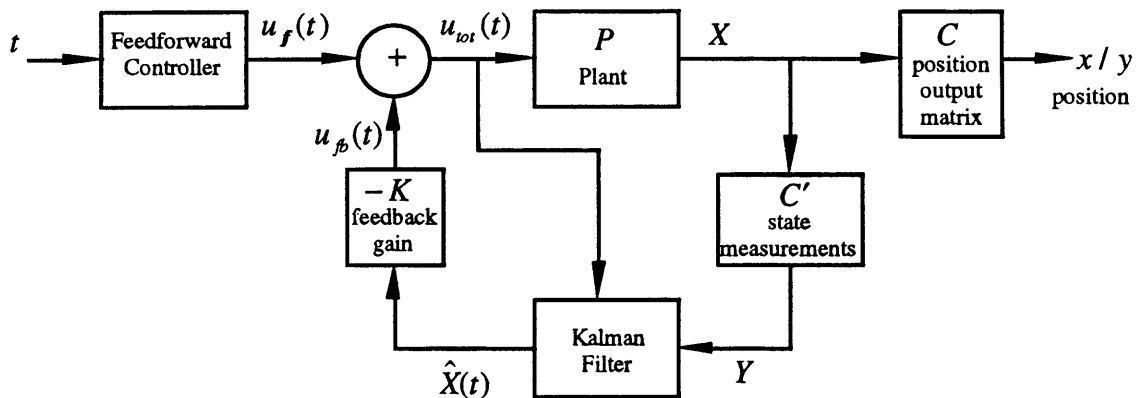 t
Feedforward
Controller
u_f(t)
+
u_tot(t)
P
Plant
X
C
position
output
matrix
x / y
position
u_fb(t)
– K
feedback
gain
C′
state
measurements
Kalman
Filter
X̂(t)
Y